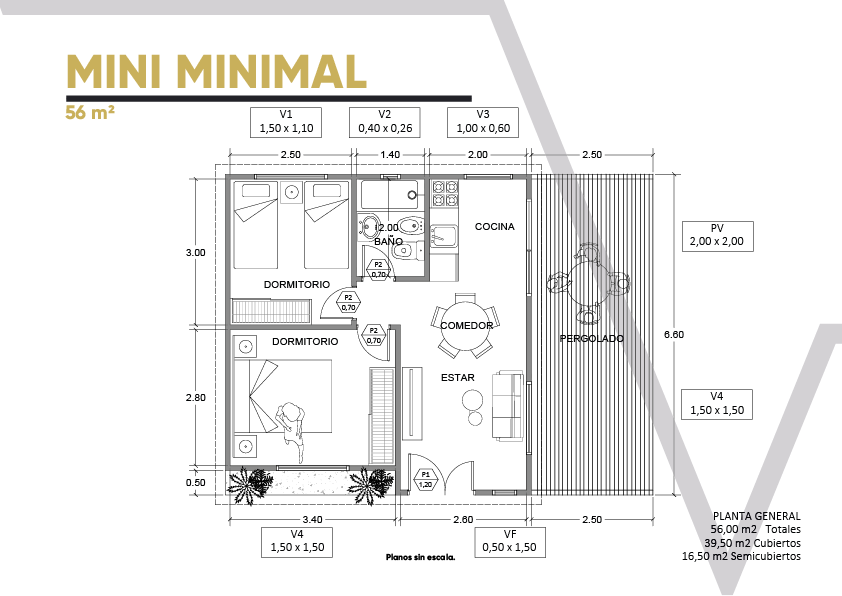 MINI MINIMAL
56 m²
V1
1,50 x 1,10
V2
0,40 x 0,26
V3
1,00 x 0,60
2.50
1.40
2.00
2.50
COCINA
2.00
BAÑO
PV
2,00 x 2,00
3.00
P2
0,70
DORMITORIO
P2
0,70
COMEDOR
P2
0,70
DORMITORIO
PERGOLADO
6.60
ESTAR
2.80
V4
1,50 x 1,50
P1
1,20
0.50
3.40
2.60
2.50
V4
1,50 x 1,50
VF
0,50 x 1,50
Planos sin escala.
PLANTA GENERAL
56,00 m2 Totales
39,50 m2 Cubiertos
16,50 m2 Semicubiertos